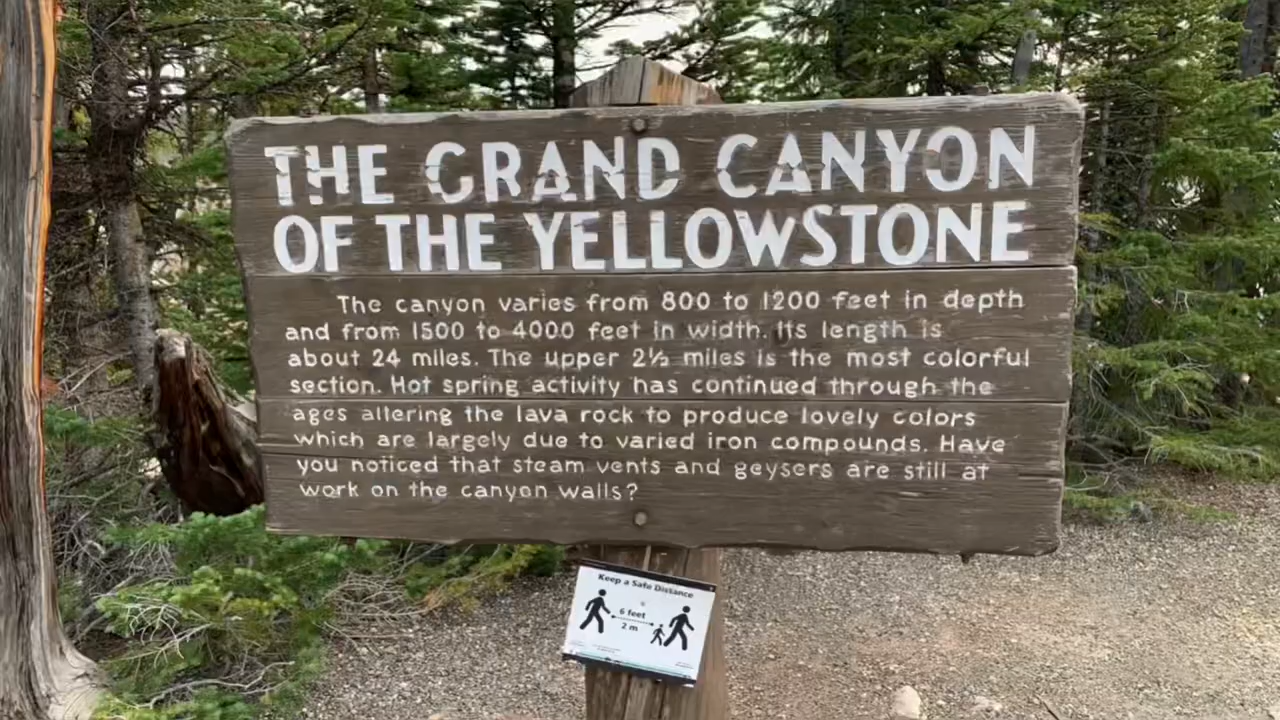 THE GRAND CANYON
OF THE YELLOWSTONE
The canyon varies from 800 to 1200 feet in depth
and from 1500 to 4000 feet in width. Its length is
about 24 miles. The upper 2½ miles is the most colorful
section. Hot spring activity has continued through the
ages altering the lava rock to produce lovely colors
which are largely due to varied iron compounds. Have
you noticed that steam vents and geysers are still at
work on the canyon walls?
Keep a Safe Distance
6 feet
2 m